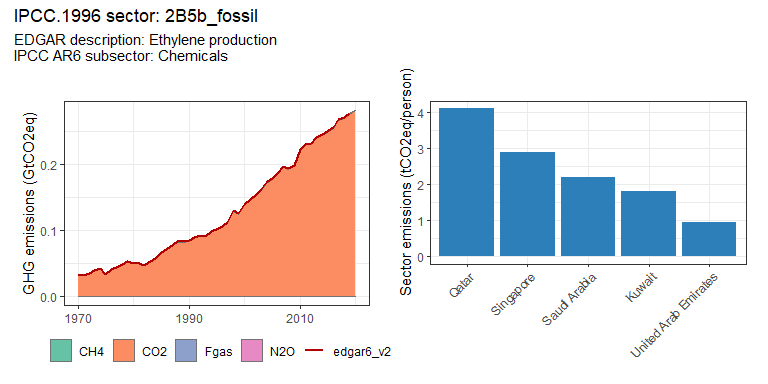 IPCC.1996 sector: 2B5b_fossil
EDGAR description: Ethylene production
IPCC AR6 subsector: Chemicals
GHG emissions (GtCO2eq)
0.2
0.1
0.0
1970
1990
2010
CH4
CO2
Fgas
N2O
edgar6_v2
Sector emissions (tCO2eq/person)
4
3
2
1
0
Qatar
Singapore
Saudi Arabia
Kuwait
United Arab Emirates